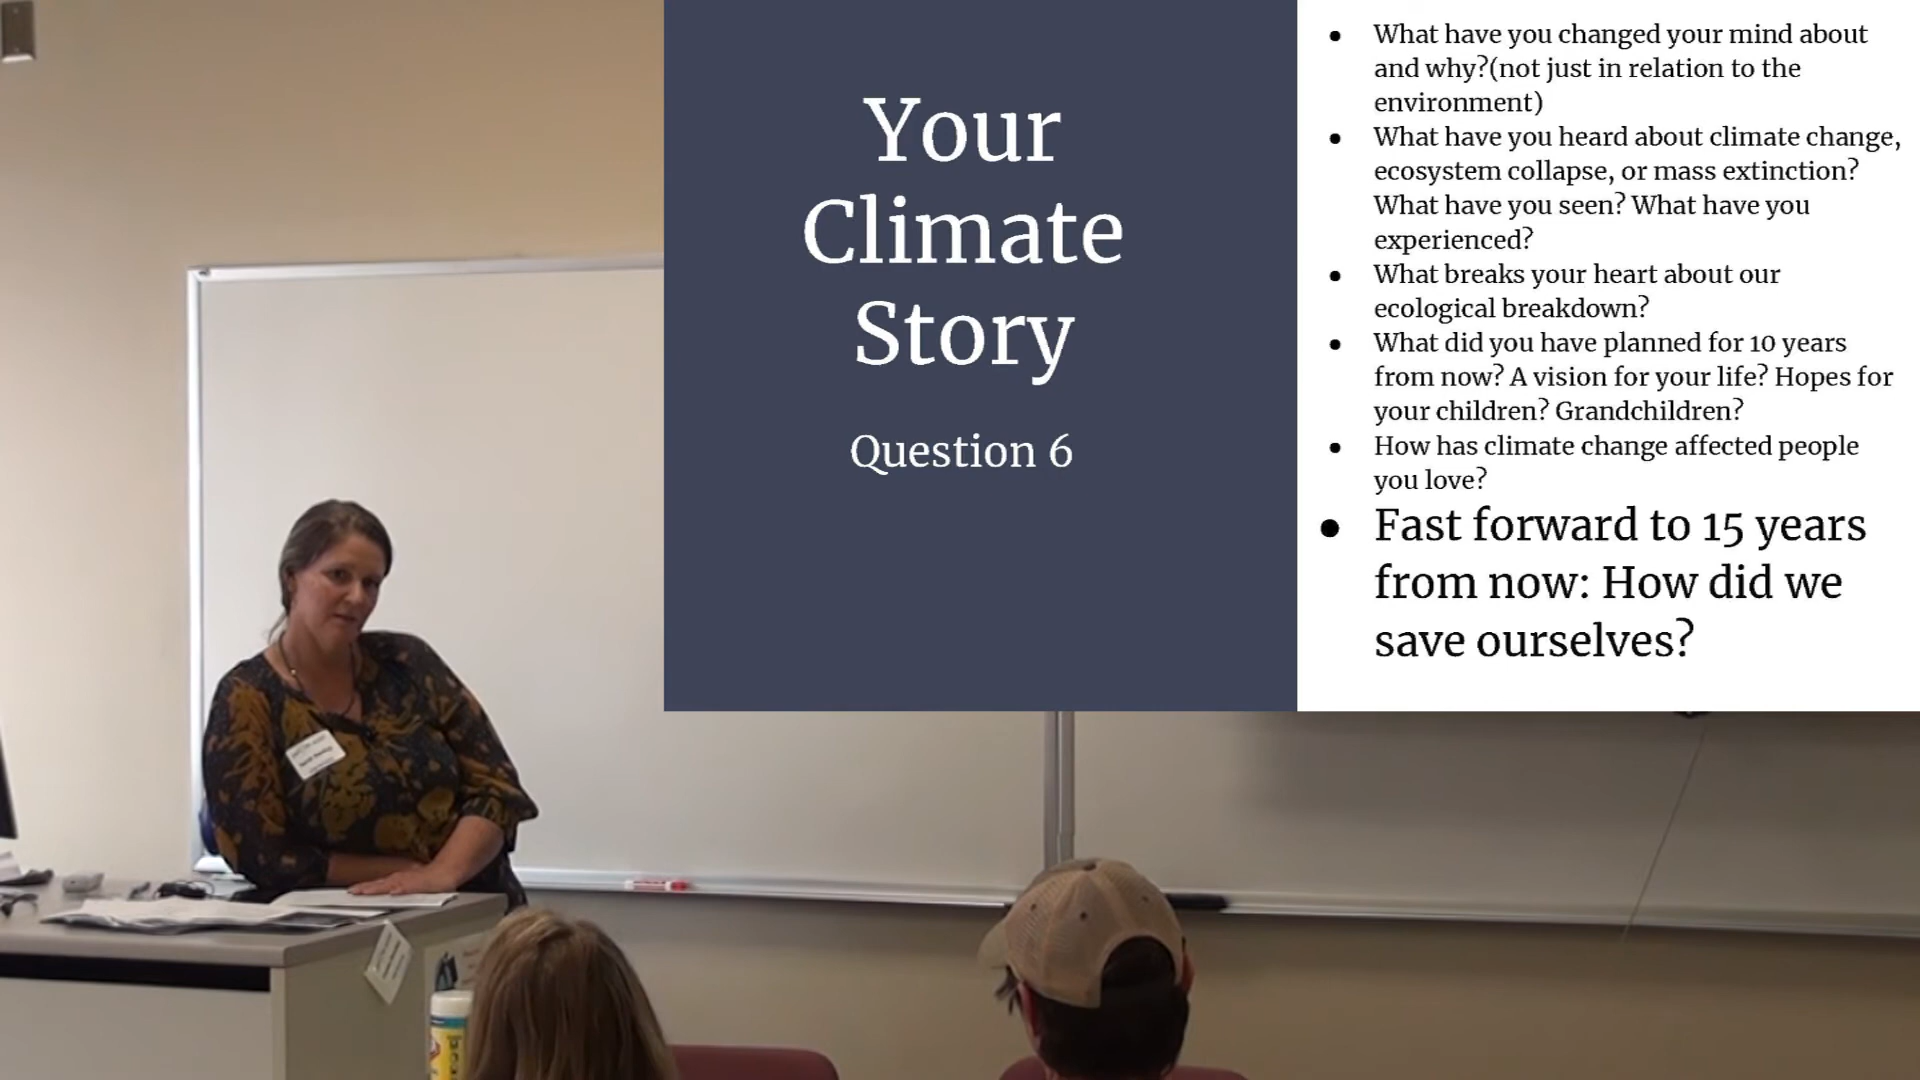 Your
Climate
Story
Question 6
● What have you changed your mind about
and why?(not just in relation to the
environment)
● What have you heard about climate change,
ecosystem collapse, or mass extinction?
What have you seen? What have you
experienced?
● What breaks your heart about our
ecological breakdown?
● What did you have planned for 10 years
from now? A vision for your life? Hopes for
your children? Grandchildren?
● How has climate change affected people
you love?
● Fast forward to 15 years
from now: How did we
save ourselves?